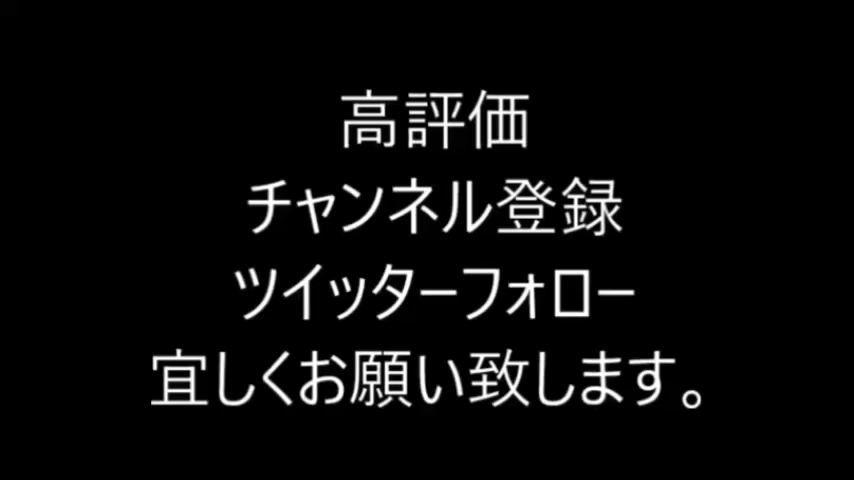 高評価
チャンネル登録
ツイッターフォロー
宜しくお願い致します。